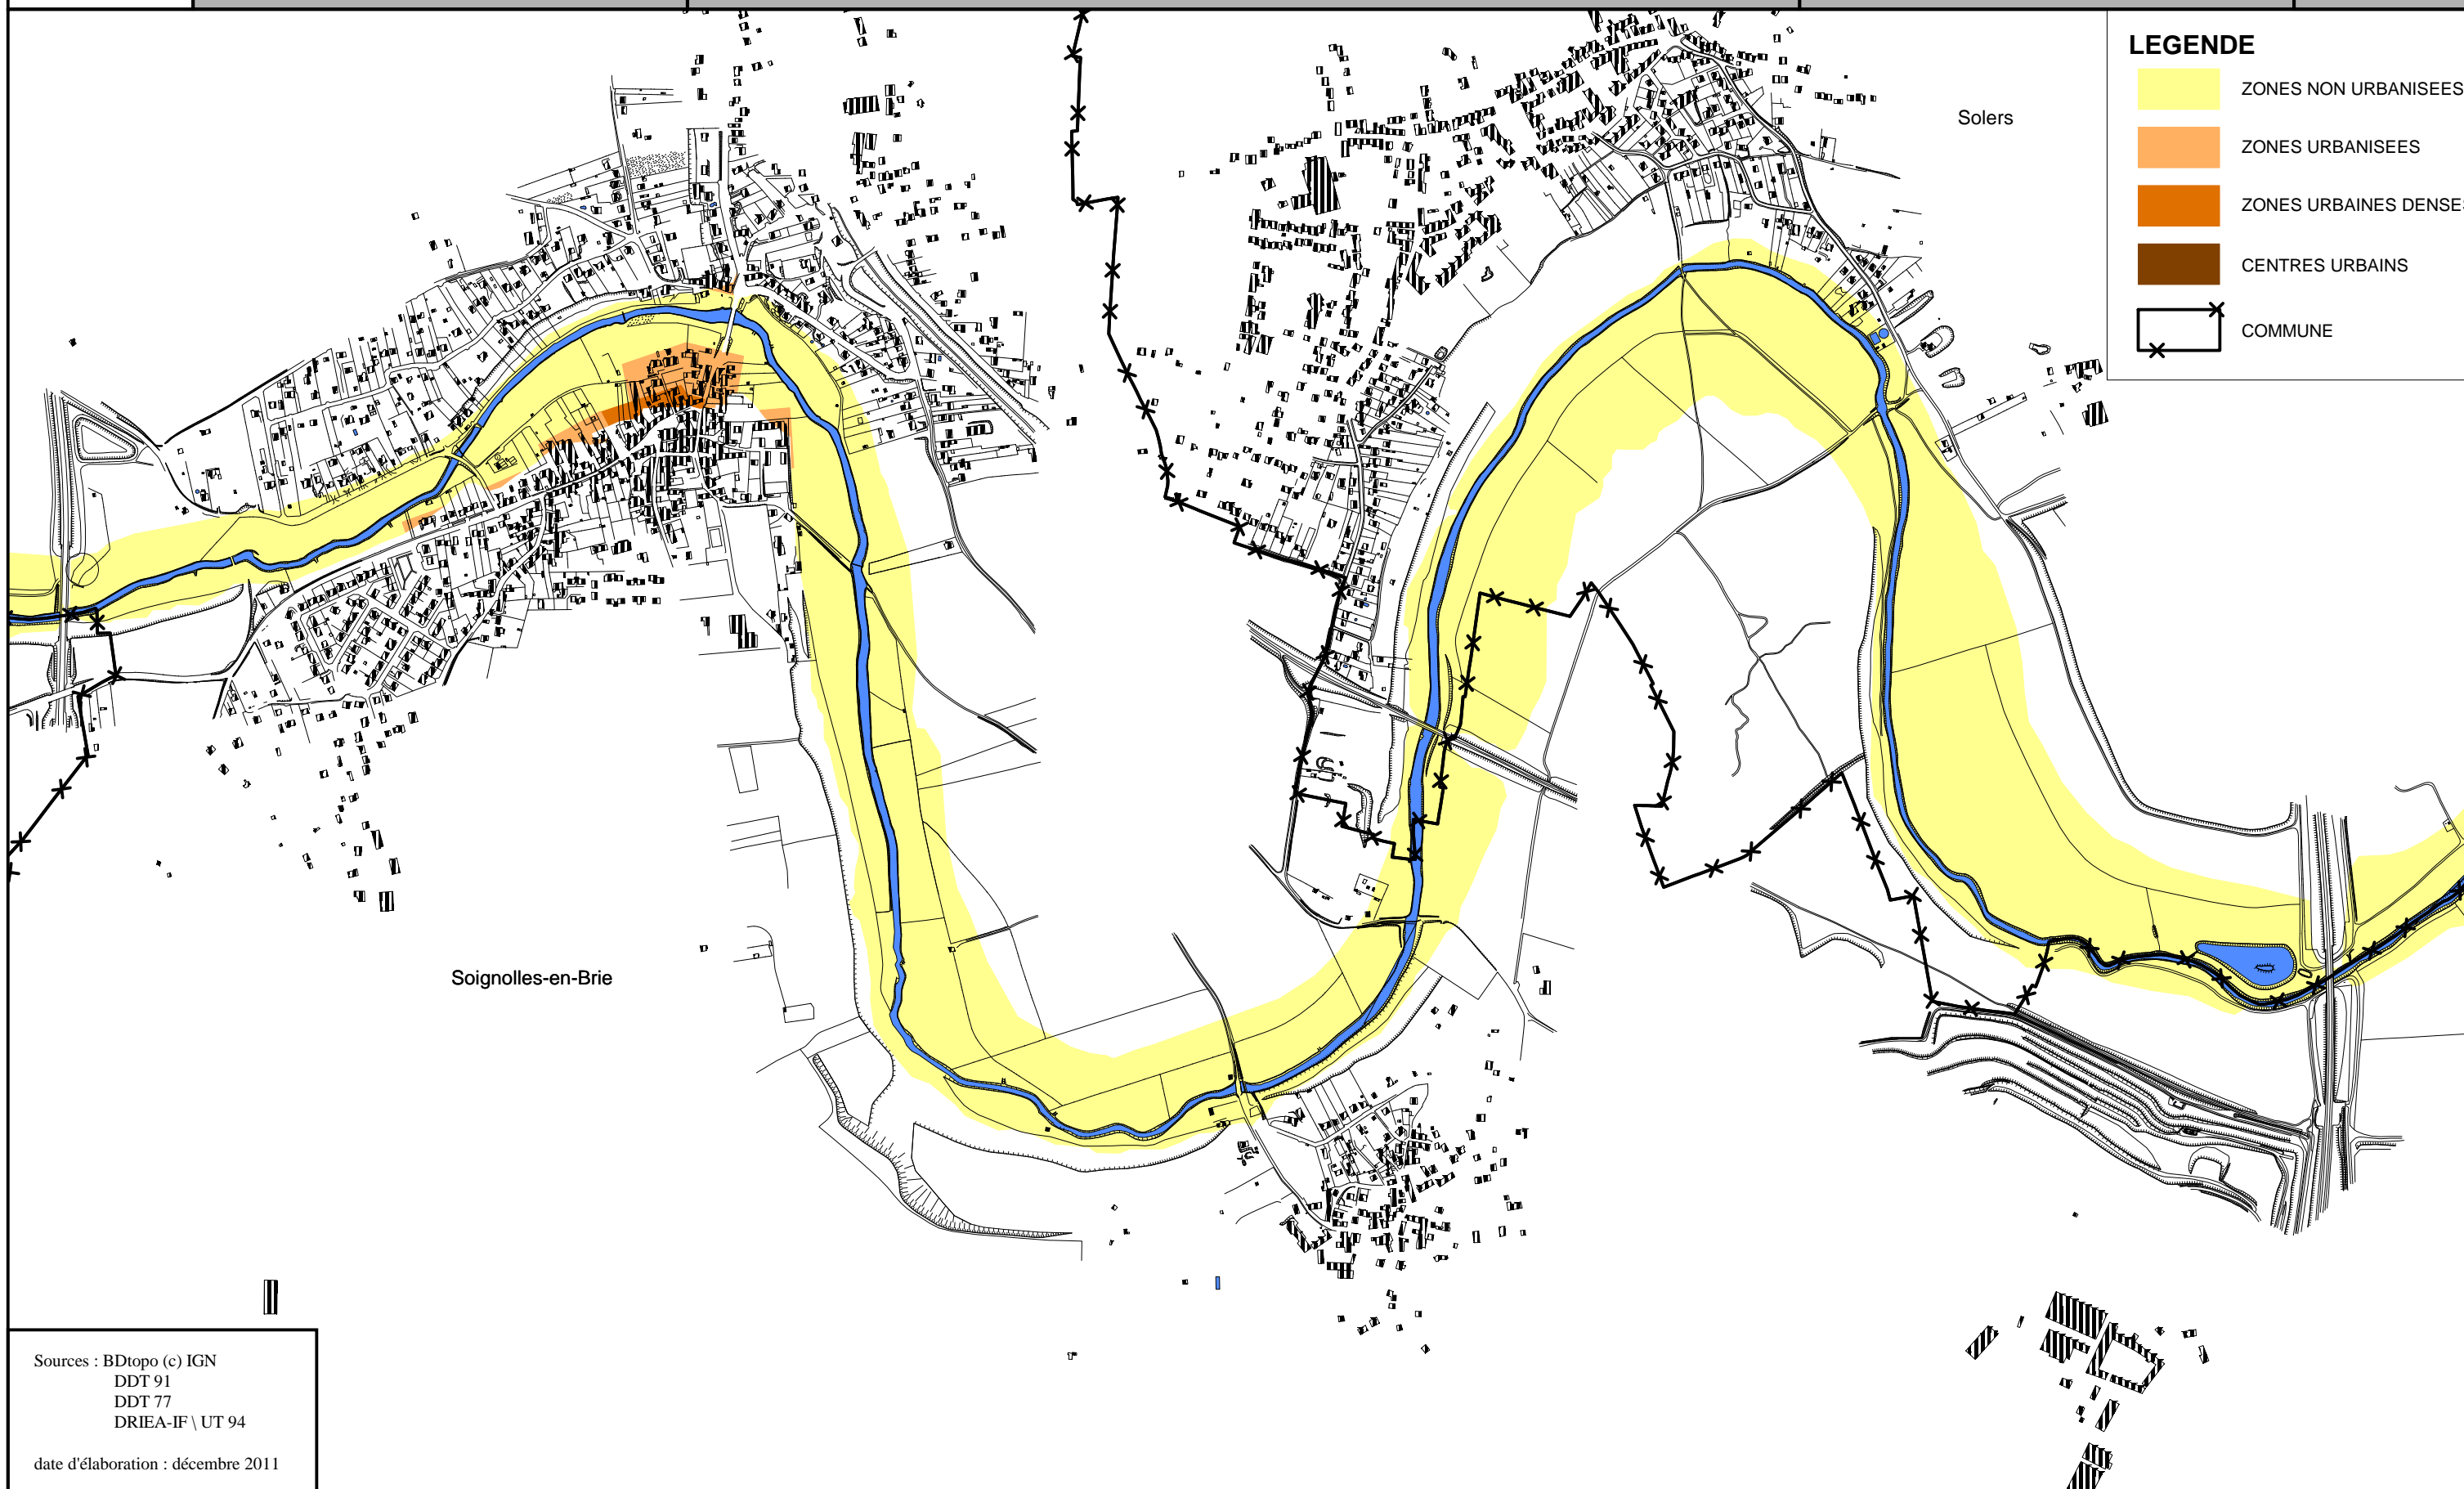 LEGENDE
ZONES NON URBANISEES
ZONES URBANISEES
ZONES URBAINES DENSES
CENTRES URBAINS
COMMUNE
Solers
Soignolles-en-Brie
Sources : BDtopo (c) IGN
DDT 91
DDT 77
DRIEA-IF \ UT 94
date d'élaboration : décembre 2011